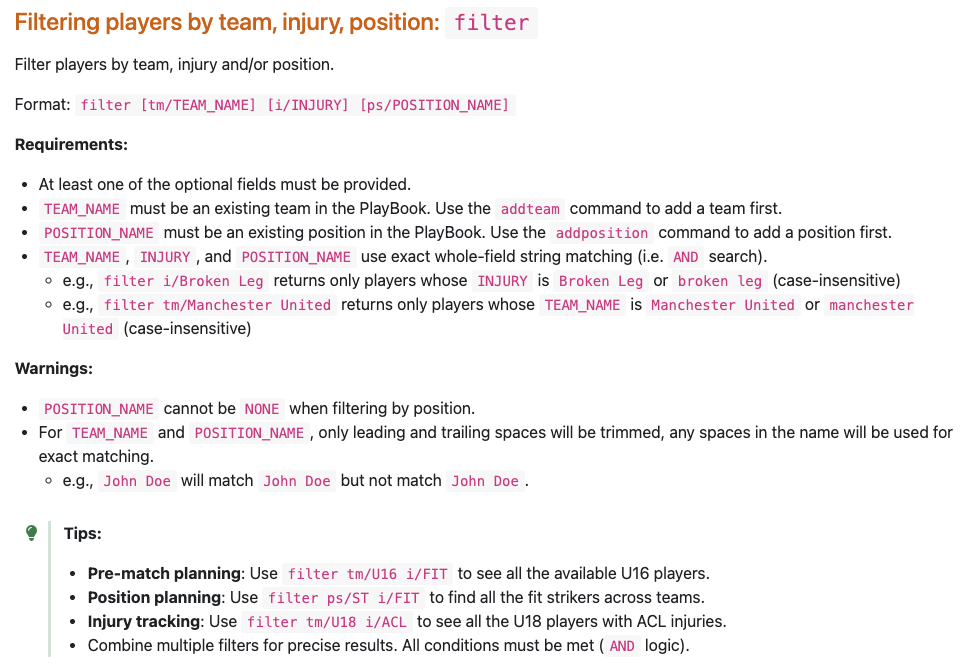 Filtering players by team, injury, position: filter
Filter players by team, injury and/or position.
Format: filter [tm/TEAM_NAME] [i/INJURY] [ps/POSITION_NAME]
Requirements:
• At least one of the optional fields must be provided.
• TEAM_NAME must be an existing team in the PlayBook. Use the addteam command to add a team first.
• POSITION_NAME must be an existing position in the PlayBook. Use the addposition command to add a position first.
• TEAM_NAME , INJURY , and POSITION_NAME use exact whole-field string matching (i.e. AND search).
◦ e.g., filter i/Broken Leg returns only players whose INJURY is Broken Leg or broken leg (case-insensitive)
◦ e.g., filter tm/Manchester United returns only players whose TEAM_NAME is Manchester United or manchester
United (case-insensitive)
Warnings:
• POSITION_NAME cannot be NONE when filtering by position.
• For TEAM_NAME and POSITION_NAME , only leading and trailing spaces will be trimmed, any spaces in the name will be used for
exact matching.
◦ e.g., John Doe will match John Doe but not match John Doe .
Tips:
• Pre-match planning: Use filter tm/U16 i/FIT to see all the available U16 players.
• Position planning: Use filter ps/ST i/FIT to find all the fit strikers across teams.
• Injury tracking: Use filter tm/U18 i/ACL to see all the U18 players with ACL injuries.
• Combine multiple filters for precise results. All conditions must be met ( AND logic).